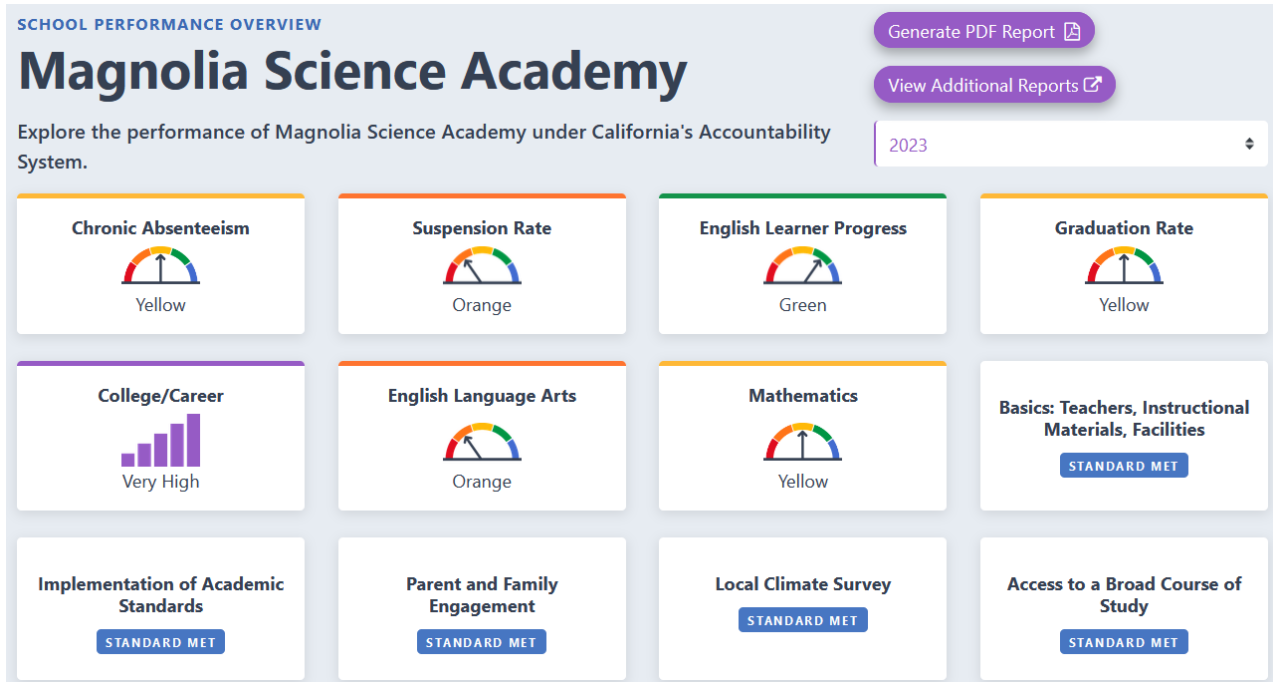 SCHOOL PERFORMANCE OVERVIEW
Magnolia Science Academy
Explore the performance of Magnolia Science Academy under California's Accountability
System.
Generate PDF Report
View Additional Reports
2023
Chronic Absenteeism
Yellow
Suspension Rate
Orange
English Learner Progress
Green
Graduation Rate
Yellow
College/Career
Very High
English Language Arts
Orange
Mathematics
Yellow
Basics: Teachers, Instructional
Materials, Facilities
STANDARD MET
Implementation of Academic
Standards
STANDARD MET
Parent and Family
Engagement
STANDARD MET
Local Climate Survey
STANDARD MET
Access to a Broad Course of
Study
STANDARD MET